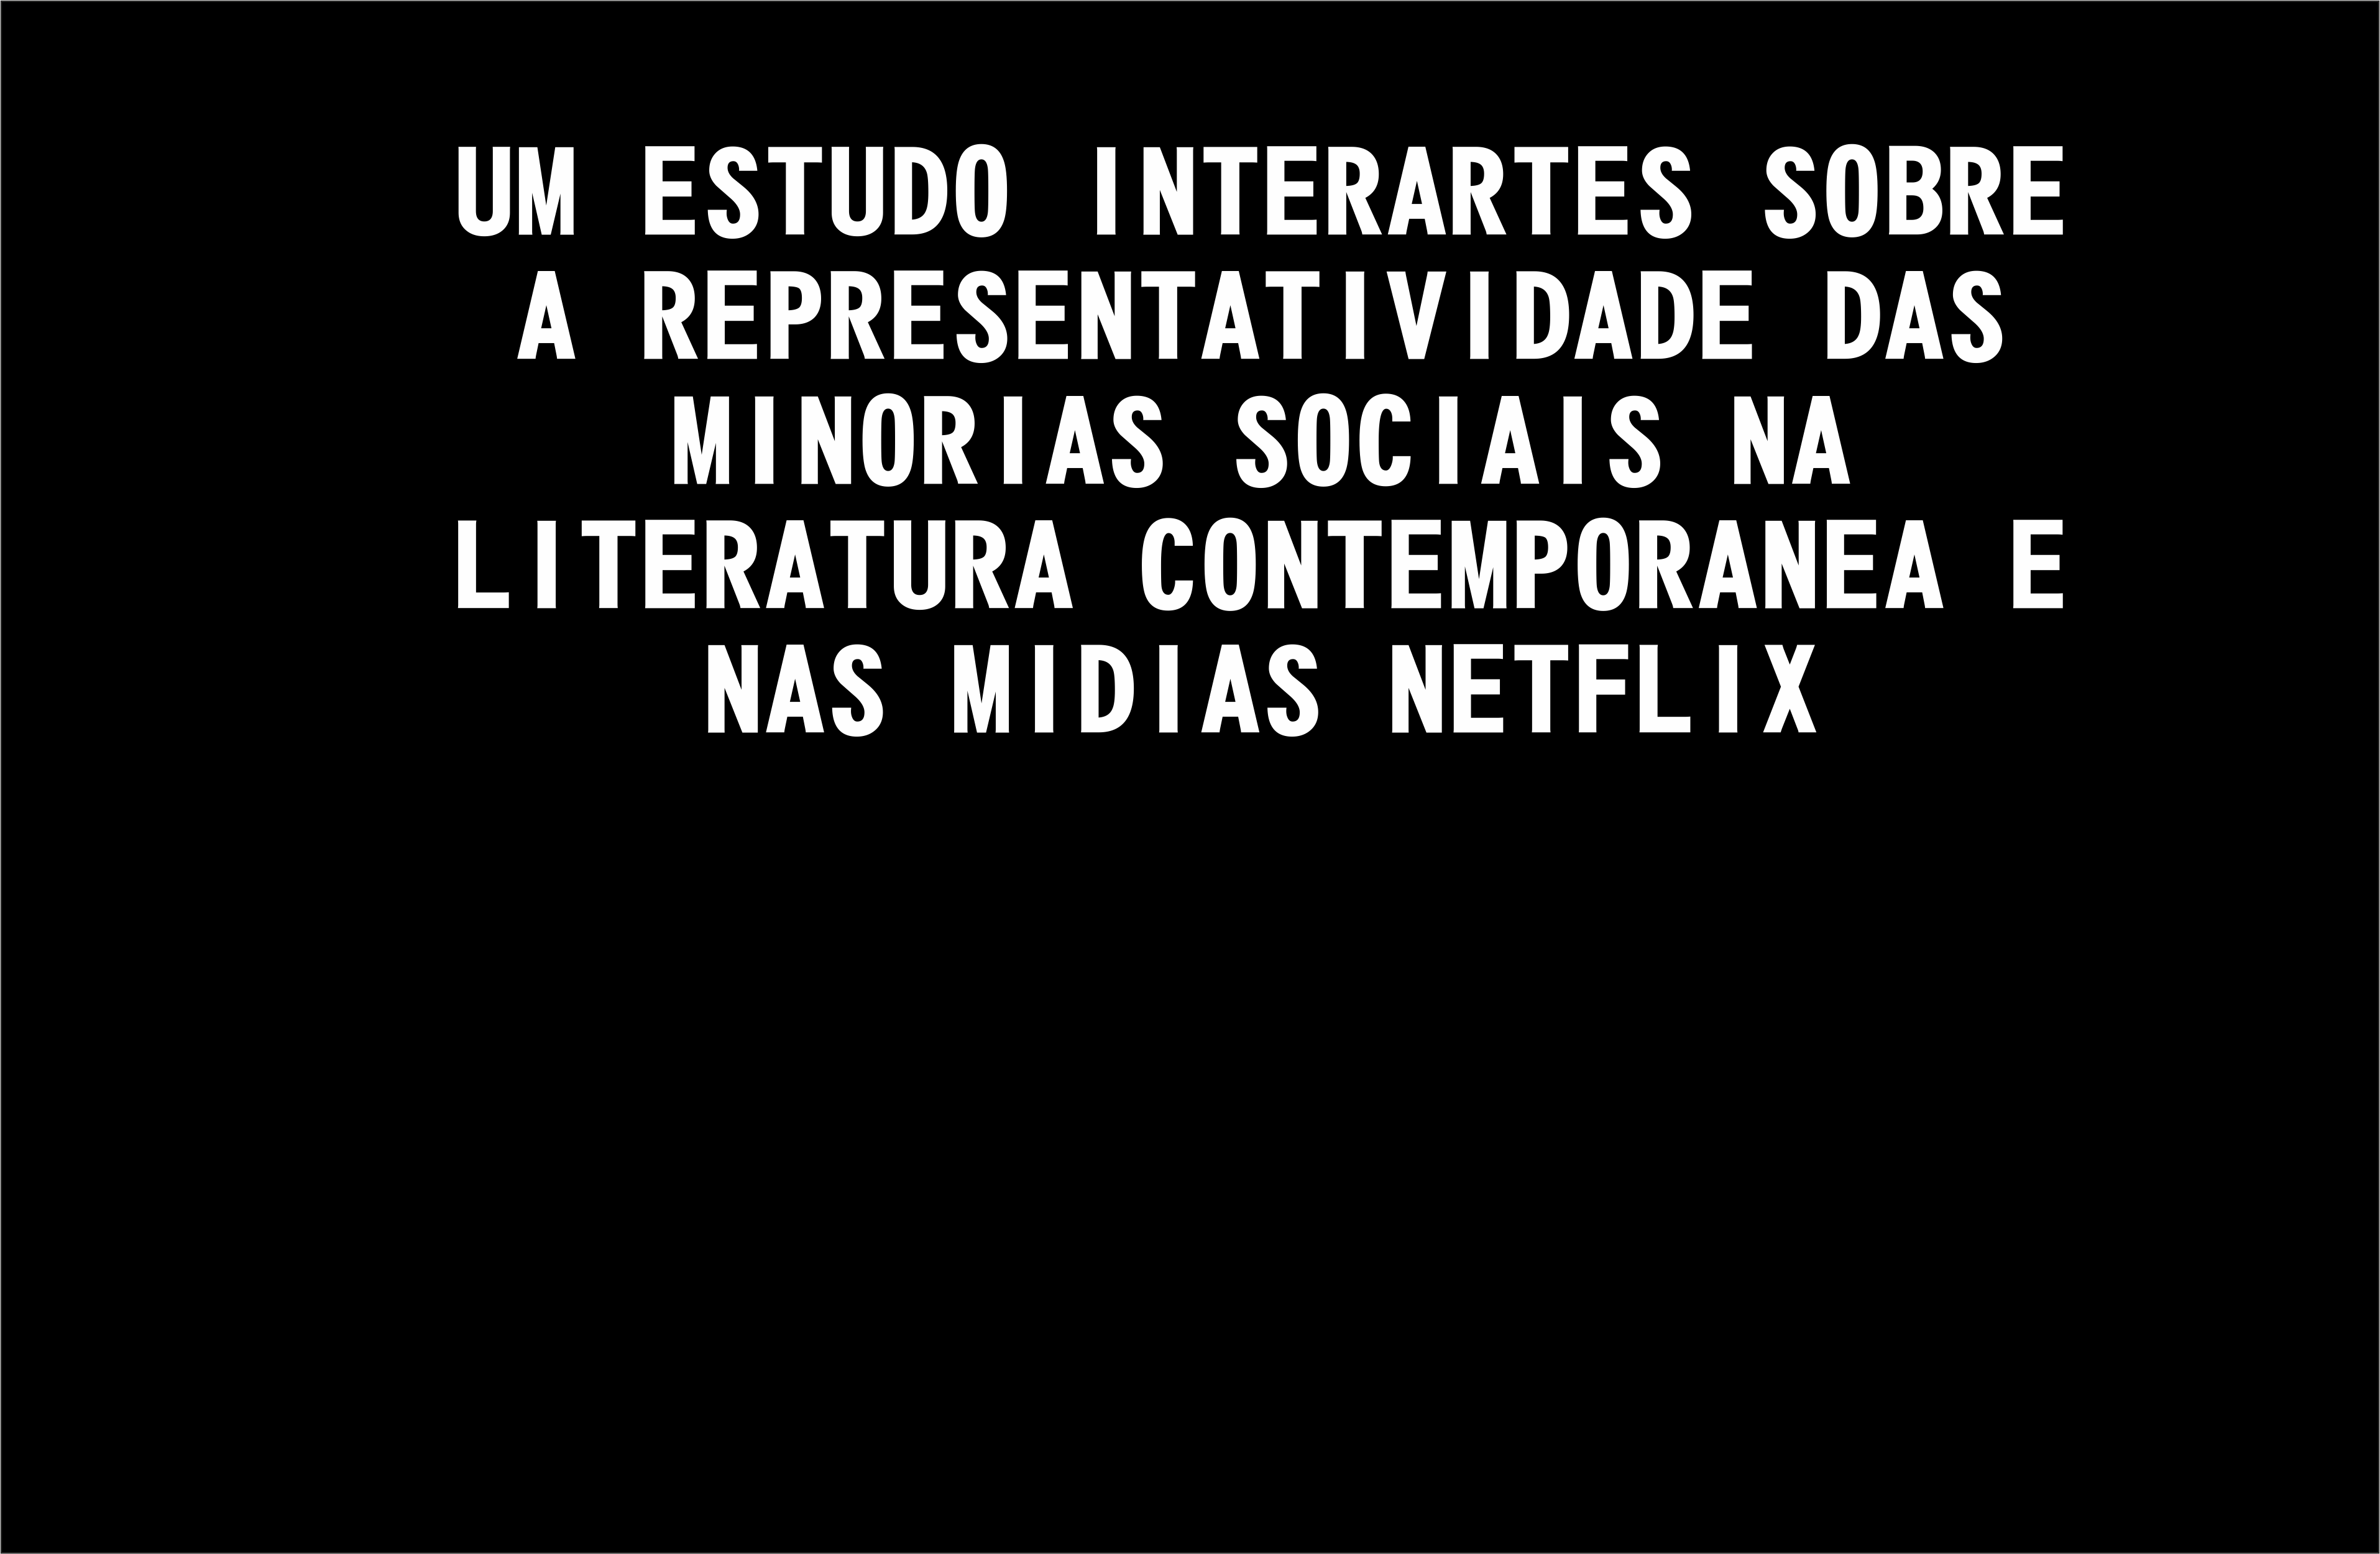 UM ESTUDO INTERARTES SOBRE
A REPRESENTATIVIDADE DAS
MINORIAS SOCIAIS NA
LITERATURA CONTEMPORANEA E
NAS MIDIAS NETFLIX